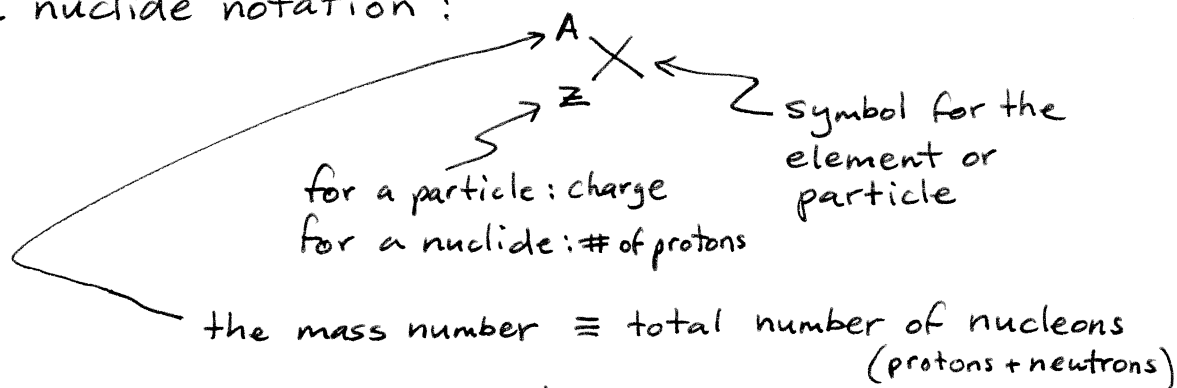 nuclide notation :
A
X
Z
symbol for the
element or
particle
for a particle : charge
for a nuclide : # of protons
the mass number ≡ total number of nucleons
(protons + neutrons)